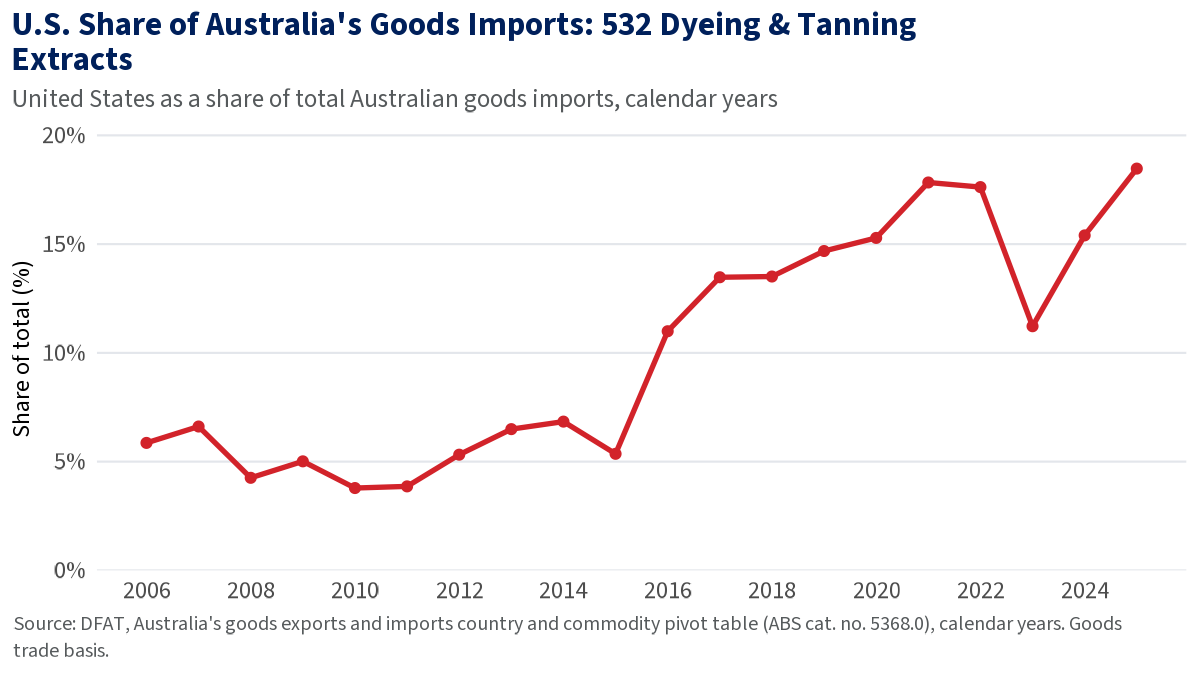 U.S. Share of Australia's Goods Imports: 532 Dyeing & Tanning
Extracts
United States as a share of total Australian goods imports, calendar years
Share of total (%)
20%
15%
10%
5%
0%
2006 2008 2010 2012 2014 2016 2018 2020 2022 2024
Source: DFAT, Australia's goods exports and imports country and commodity pivot table (ABS cat. no. 5368.0), calendar years. Goods
trade basis.